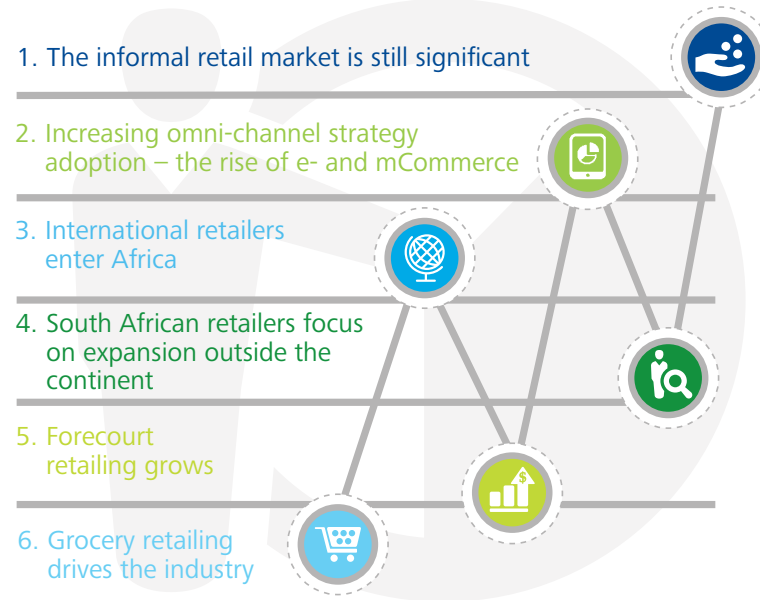 1. The informal retail market is still significant
2. Increasing omni-channel strategy
adoption – the rise of e- and mCommerce
3. International retailers
enter Africa
4. South African retailers focus
on expansion outside the
continent
5. Forecourt
retailing grows
$
6. Grocery retailing
drives the industry